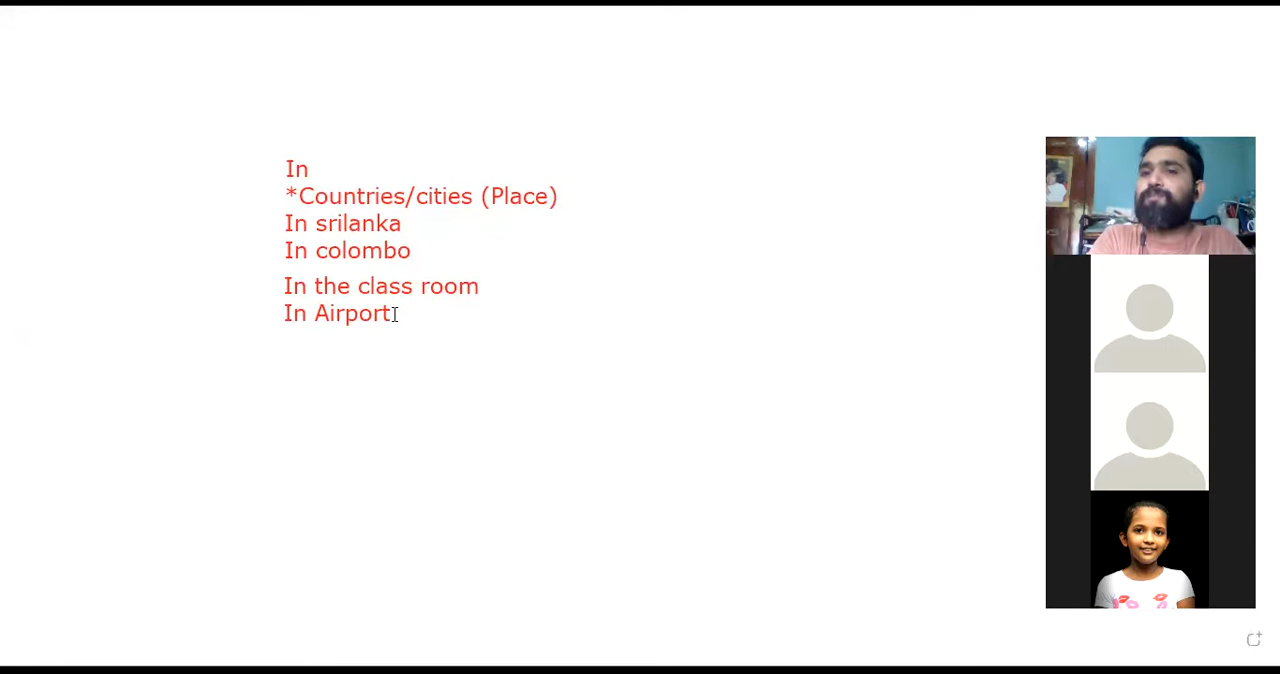 In
*Countries/cities (Place)
In srilanka
In colombo
In the class room
In Airport